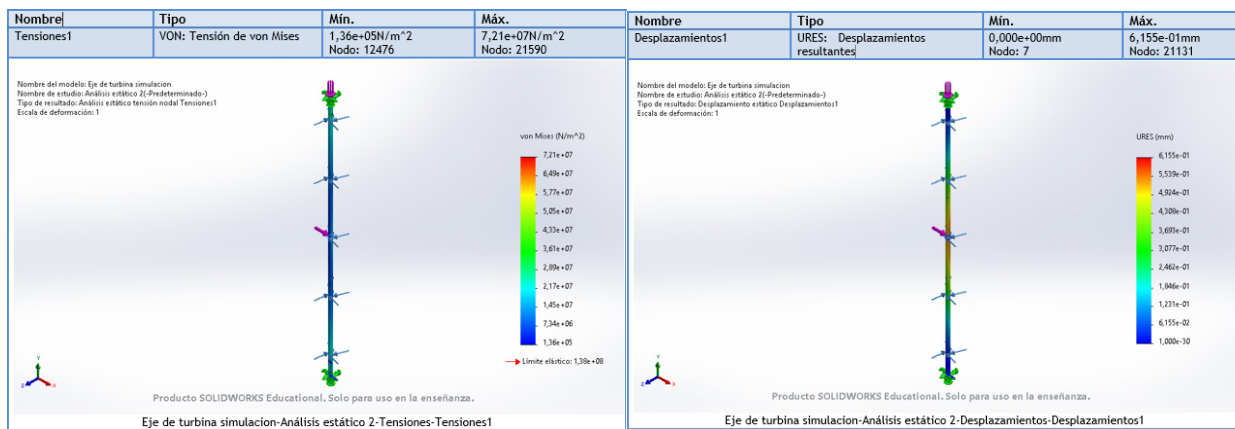 Nombre Tipo Mín. Máx.
Tensiones1 VON: Tensión de von Mises 1,36e+05N/m^2 7,21e+07N/m^2
Nodo: 12476 Nodo: 21590
Nombre del modelo: Eje de turbina simulacion
Nombre de estudio: Análisis estático 2(-Predeterminado-)
Tipo de resultado: Análisis estático tensión nodal Tensiones1
Escala de deformación: 1
von Mises (N/m^2)
7,21e+07
6,49e+07
5,77e+07
5,05e+07
4,33e+07
3,61e+07
2,89e+07
2,17e+07
1,45e+07
7,34e+06
1,36e+05
Límite elástico: 1,38e+08
Y
Z
X
Producto SOLIDWORKS Educational. Solo para uso en la enseñanza.
Eje de turbina simulacion-Análisis estático 2-Tensiones-Tensiones1
Nombre Tipo Mín. Máx.
Desplazamientos1 URES: Desplazamientos 0,000e+00mm 6,155e-01mm
resultantes Nodo: 7 Nodo: 21131
Nombre del modelo: Eje de turbina simulacion
Nombre de estudio: Análisis estático 2(-Predeterminado-)
Tipo de resultado: Desplazamiento estático Desplazamientos1
Escala de deformación: 1
URES (mm)
6,155e-01
5,539e-01
4,924e-01
4,308e-01
3,693e-01
3,077e-01
2,462e-01
1,846e-01
1,231e-01
6,155e-02
1,000e-30
Y
Z
X
Producto SOLIDWORKS Educational. Solo para uso en la enseñanza.
Eje de turbina simulacion-Análisis estático 2-Desplazamientos-Desplazamientos1